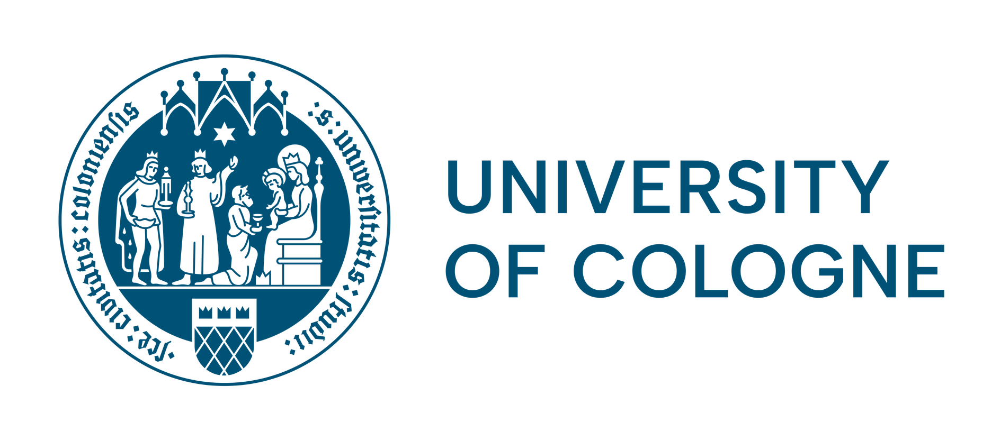 s: universitatis: studii:
sce: civitatis: coloniensis
UNIVERSITY
OF COLOGNE